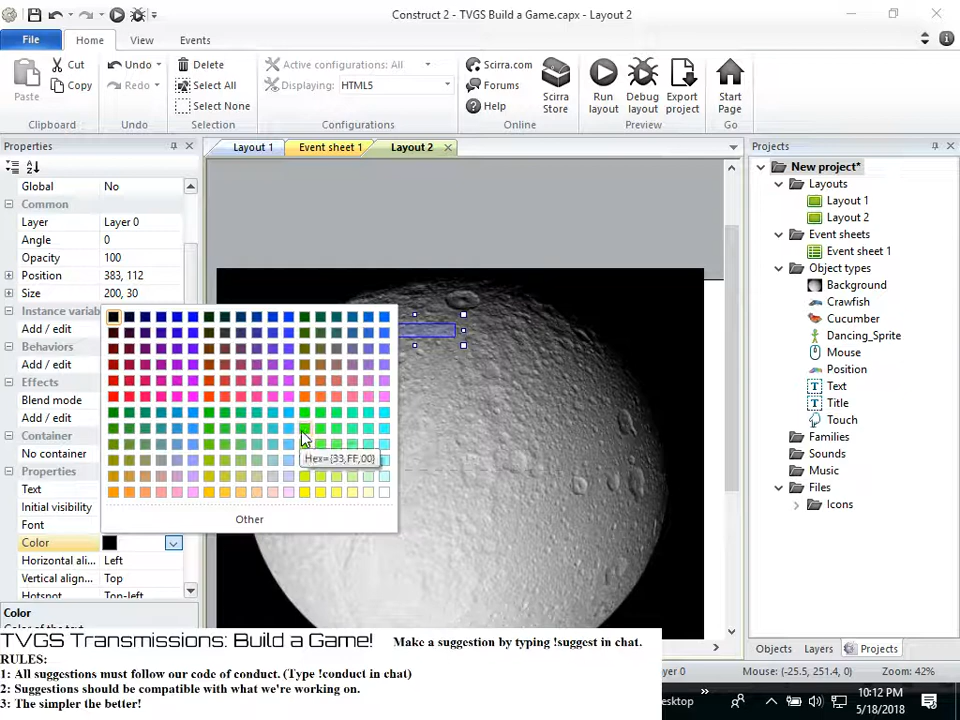 Construct 2 - TVGS Build a Game.capx - Layout 2
File Home View Events
Paste Cut Copy
Undo Redo
Delete Select All Select None
Active configurations: All
Displaying: HTML5
Scirra.com Forums Help
Scirra Store
Run layout
Debug layout
Export project
Start Page
Clipboard Undo Selection Configurations Online Preview Go
Properties
Layout 1 Event sheet 1 Layout 2
Projects
Global No
Common
Layer Layer 0
Angle 0
Opacity 100
Position 383, 112
Size 200, 30
Instance variab
Add / edit
Behaviors
Add / edit
Effects
Blend mode
Add / edit
Container
No container
Properties
Text
Initial visibility
Font
Color
Horizontal ali... Left
Vertical align... Top
Hotspot Top-left
Color
Hex={33,FF,00}
Other
New project*
Layouts
Layout 1
Layout 2
Event sheets
Event sheet 1
Object types
Background
Crawfish
Cucumber
Dancing_Sprite
Mouse
Position
Text
Title
Touch
Families
Sounds
Music
Files
Icons
Objects Layers Projects
yer 0 Mouse: (-25.5, 251.4, 0) Zoom: 42%
TVGS Transmissions: Build a Game! Make a suggestion by typing !suggest in chat.
RULES:
1: All suggestions must follow our code of conduct. (Type !conduct in chat)
2: Suggestions should be compatible with what we're working on.
3: The simpler the better!
esktop
10:12 PM
5/18/2018